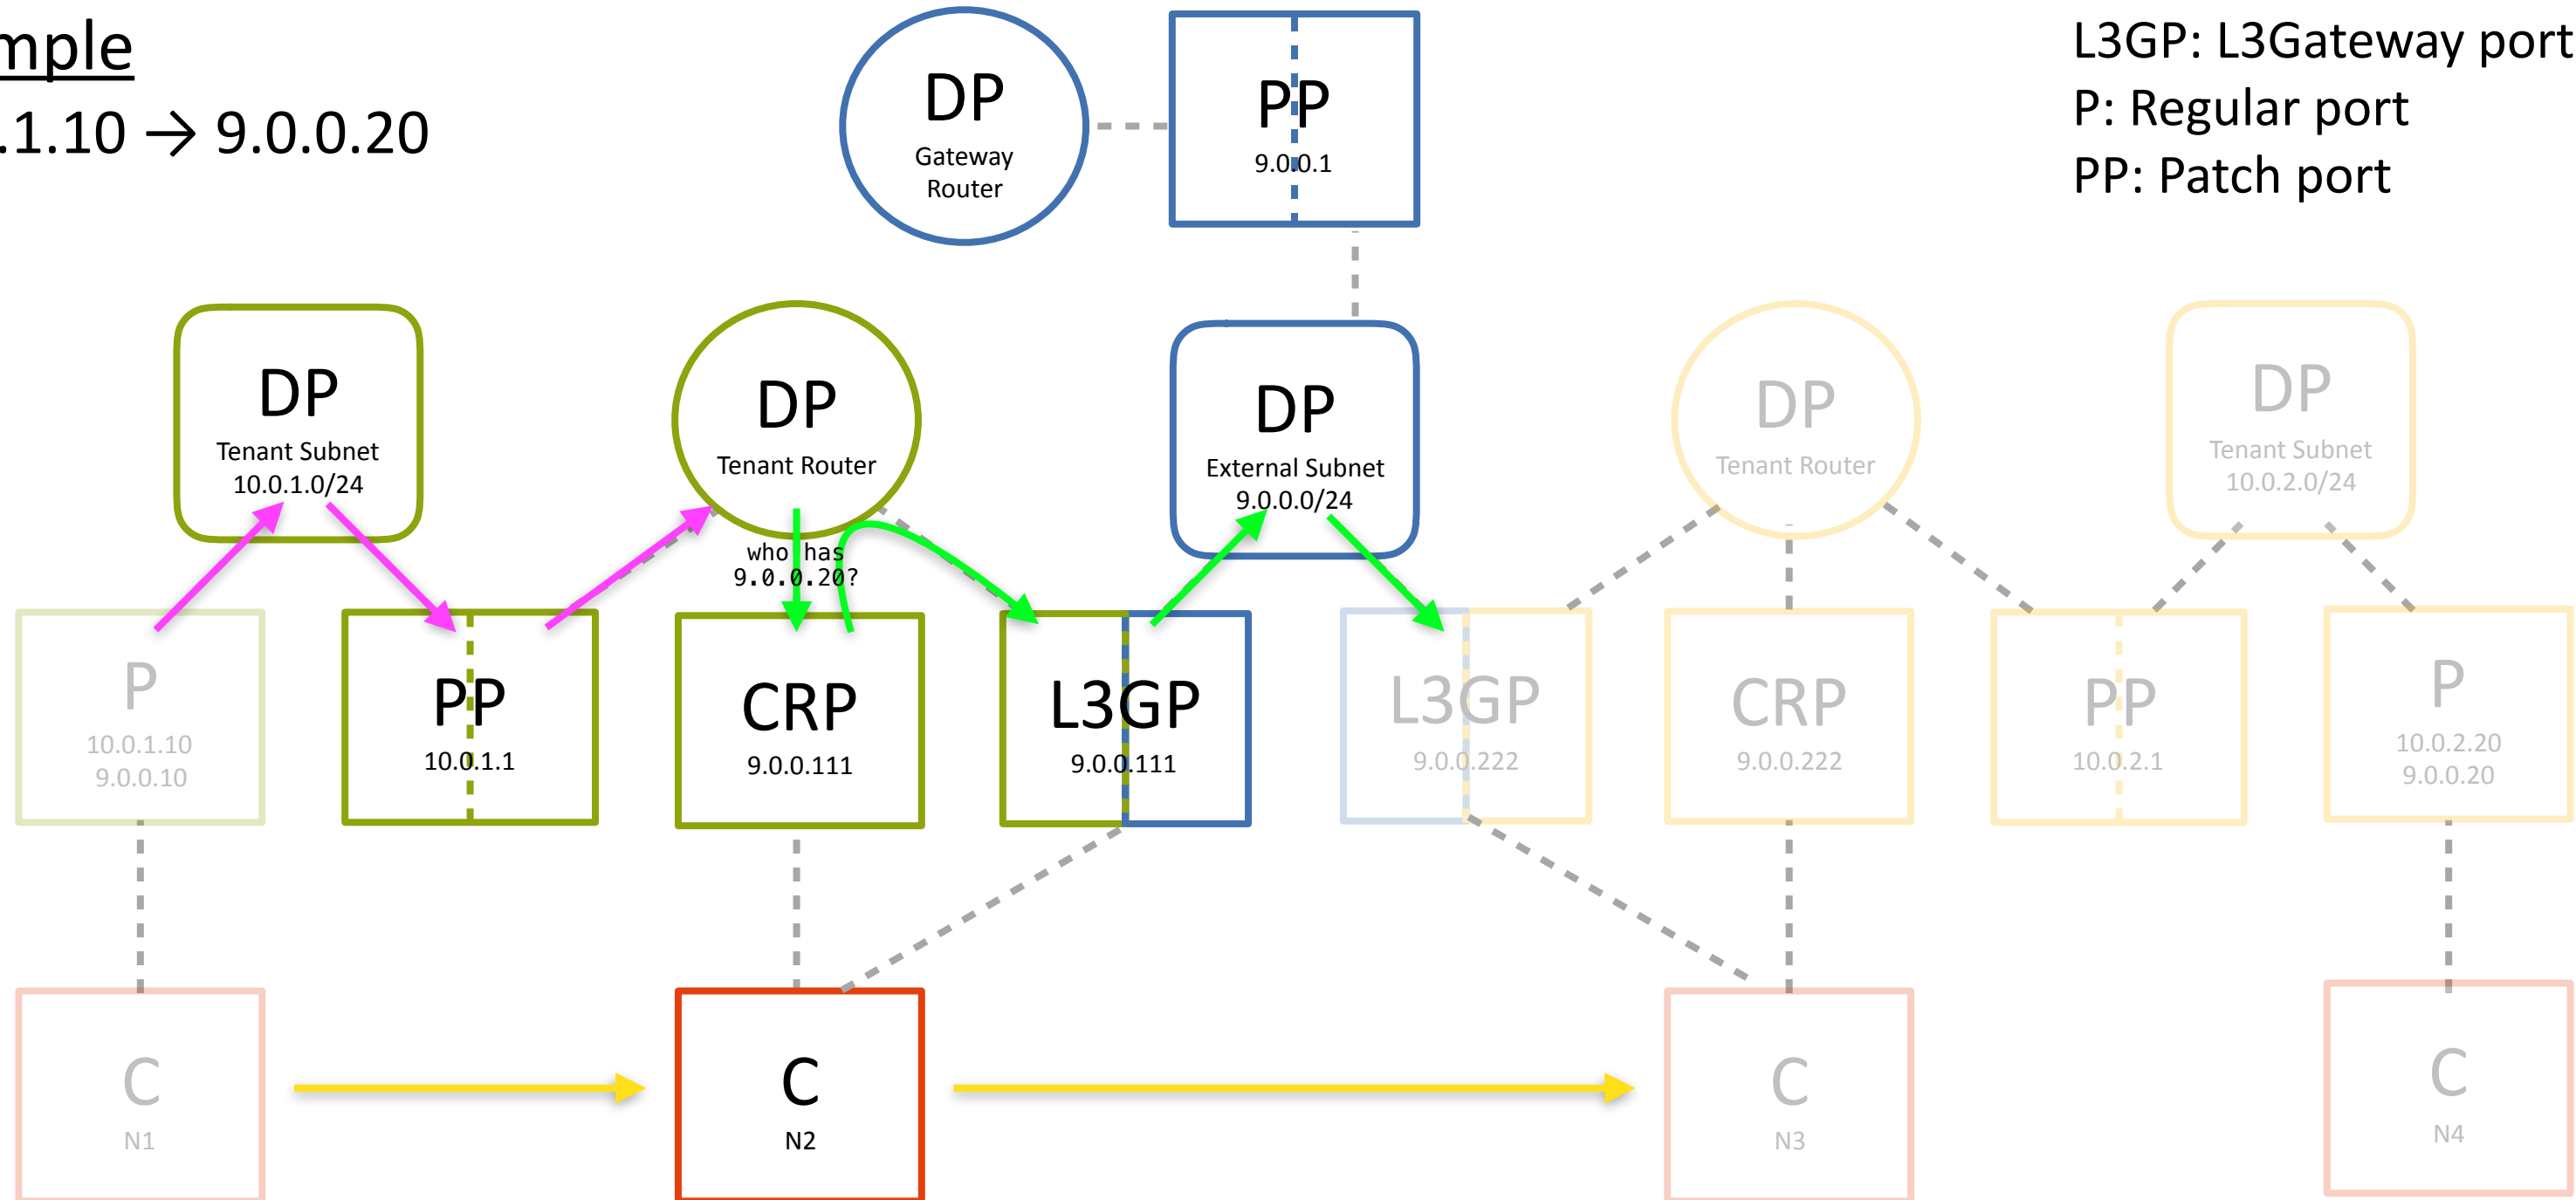 mple
.1.10 → 9.0.0.20
L3GP: L3Gateway port
P: Regular port
PP: Patch port
DP
Gateway
Router
PP
9.0.0.1
DP
Tenant Subnet
10.0.1.0/24
DP
Tenant Router
DP
External Subnet
9.0.0.0/24
DP
Tenant Router
DP
Tenant Subnet
10.0.2.0/24
who has
9.0.0.20?
P
10.0.1.10
9.0.0.10
PP
10.0.1.1
CRP
9.0.0.111
L3GP
9.0.0.111
L3GP
9.0.0.222
CRP
9.0.0.222
PP
10.0.2.1
P
10.0.2.20
9.0.0.20
C
N1
C
N2
C
N3
C
N4